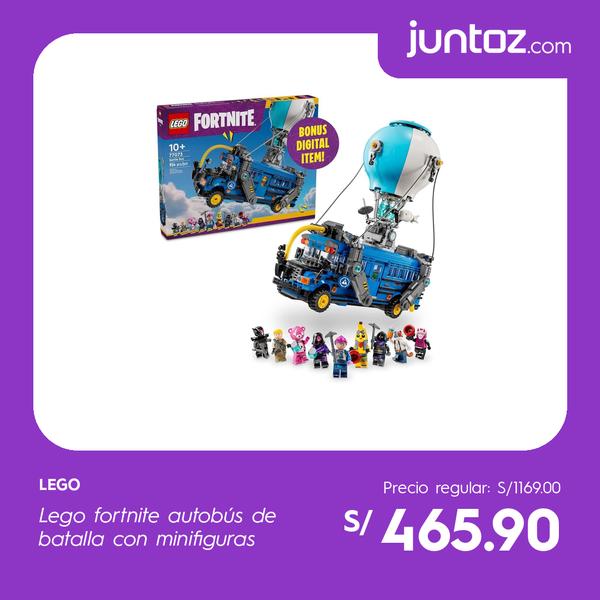 juntoz.com
LEGO FORTNITE
10+
77073
BONUS
DIGITAL
ITEM!
LEGO
Precio regular: S/1169.00
Lego fortnite autobús de
batalla con minifiguras
S/ 465.90